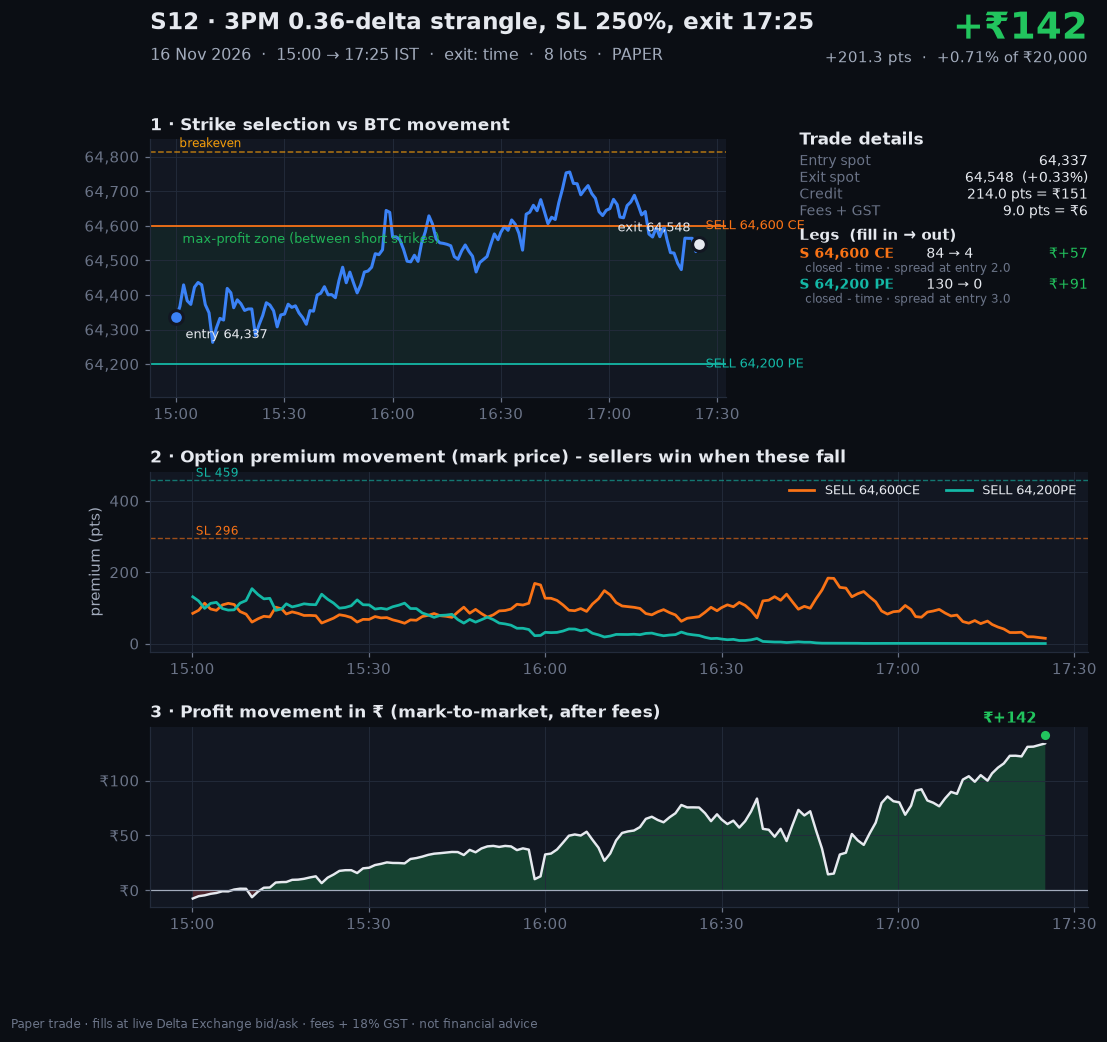 S12 · 3PM 0.36-delta strangle, SL 250%, exit 17:25
+₹142
16 Nov 2026 · 15:00 → 17:25 IST · exit: time · 8 lots · PAPER
+201.3 pts · +0.71% of ₹20,000
1 · Strike selection vs BTC movement
breakeven
64,800
64,700
64,600
64,500
64,400
64,300
64,200
max-profit zone (between short strikes)
entry 64,337
exit 64,548
SELL 64,600 CE
SELL 64,200 PE
15:00
15:30
16:00
16:30
17:00
17:30
Trade details
Entry spot 64,337
Exit spot 64,548 (+0.33%)
Credit 214.0 pts = ₹151
Fees + GST 9.0 pts = ₹6
Legs (fill in → out)
S 64,600 CE 84 → 4 ₹+57
closed - time · spread at entry 2.0
S 64,200 PE 130 → 0 ₹+91
closed - time · spread at entry 3.0
2 · Option premium movement (mark price) - sellers win when these fall
SL 459
SL 296
SELL 64,600CE
SELL 64,200PE
premium (pts)
400
200
0
15:00
15:30
16:00
16:30
17:00
17:30
3 · Profit movement in ₹ (mark-to-market, after fees)
₹+142
₹100
₹50
₹0
15:00
15:30
16:00
16:30
17:00
17:30
Paper trade · fills at live Delta Exchange bid/ask · fees + 18% GST · not financial advice